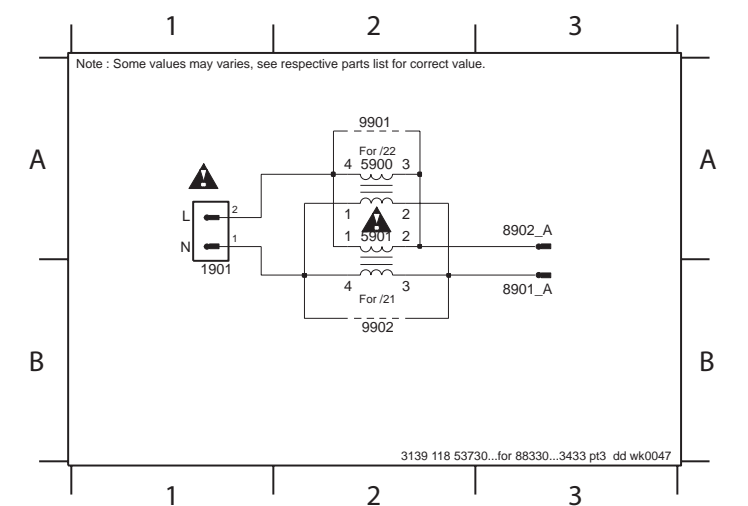 1 2 3
Note : Some values may varies, see respective parts list for correct value.
9901
A A
For /22
4 5900 3
L 2
1 2
8902_A
1 5901 2
N 1
1901
4 3
8901_A
For /21
9902
B B
3139 118 53730...for 88330...3433 pt3 dd wk0047
1 2 3